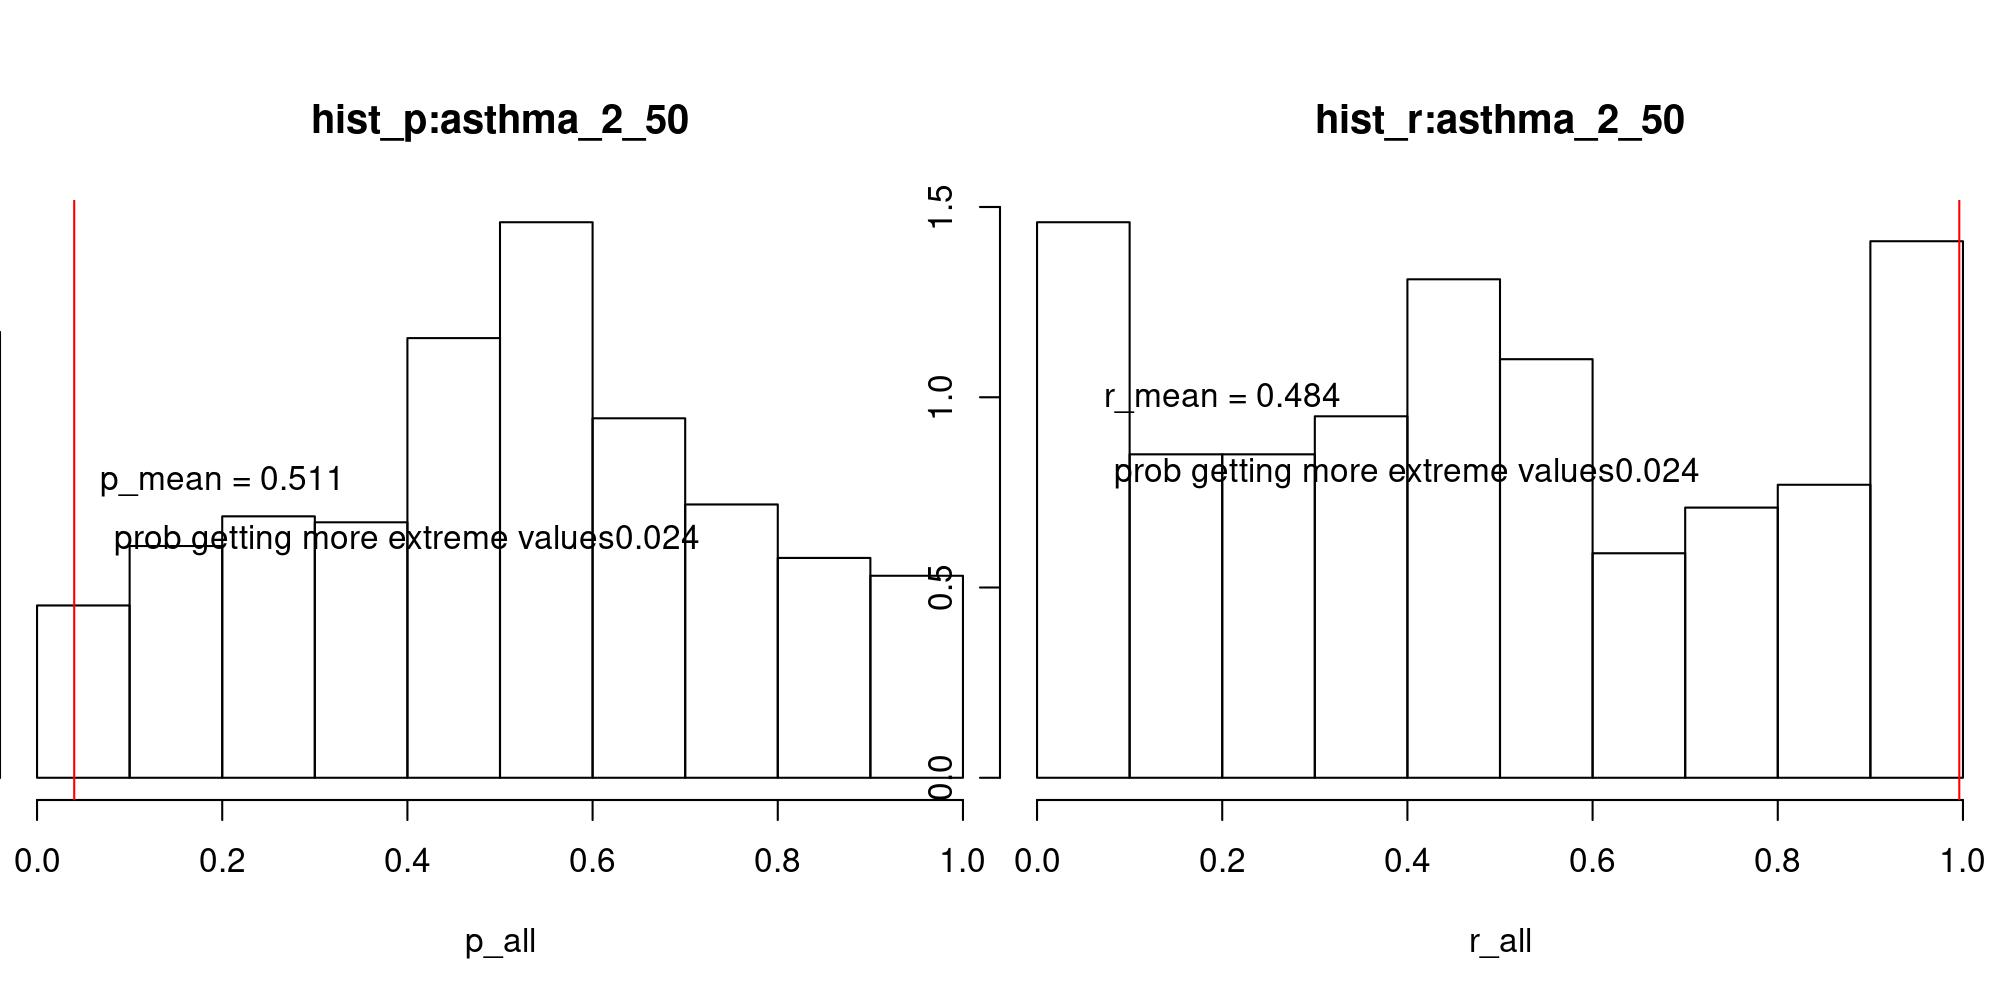 hist_p:asthma_2_50
p_mean = 0.511
prob getting more extreme values0.024
0.0 0.2 0.4 0.6 0.8 1.0
p_all
hist_r:asthma_2_50
1.5
1.0
0.5
0.0
r_mean = 0.484
prob getting more extreme values0.024
0.0 0.2 0.4 0.6 0.8 1.0
r_all